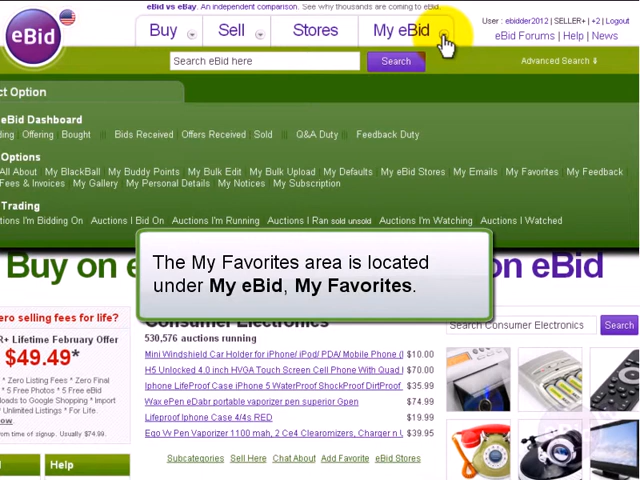 eBid vs eBay. An independent comparison. See why thousands are coming to eBid.
eBid
Buy Sell Stores My eBid
User : ebidder2012 | SELLER+ | +2 | Logout
eBid Forums | Help | News
Search eBid here Search Advanced Search
ct Option
eBid Dashboard
ding Offering Bought Bids Received Offers Received Sold Q&A Duty Feedback Duty
Options
All About My BlackBall My Buddy Points My Bulk Edit My Bulk Upload My Defaults My eBid Stores My Emails My Favorites My Feedback
Fees & Invoices My Gallery My Personal Details My Notices My Subscription
Trading
ctions I'm Bidding On Auctions I Bid On Auctions I'm Running Auctions I Ran sold unsold Auctions I'm Watching Auctions I Watched
The My Favorites area is located
under My eBid, My Favorites.
Buy on e on eBid
ero selling fees for life?
R+ Lifetime February Offer
$49.49*
* Zero Listing Fees * Zero Final
* 5 Free Photos * 5 Free eBid
ploads to Google Shopping * Import
Unlimited Listings * For Life.
now.
rom time of signup. Usually $74.99.
Help
Consumer Electronics
530,576 auctions running
Mini Windshield Car Holder for iPhone/ iPod/ PDA/ Mobile Phone (I $10.00
H5 Unlocked 4.0 inch HVGA Touch Screen Cell Phone With Quad $70.00
Iphone LifeProof Case iPhone 5 WaterProof ShockProof DirtProof $35.99
Wax ePen eDabr portable vaporizer pen superior Gpen $74.99
Lifeproof Iphone Case 4/4s RED $19.99
Ego Vv Pen Vaporizer 1100 mah, 2 Ce4 Clearomizers, Charger n $39.95
Subcategories Sell Here Chat About Add Favorite eBid Stores
Search Consumer Electronics Search